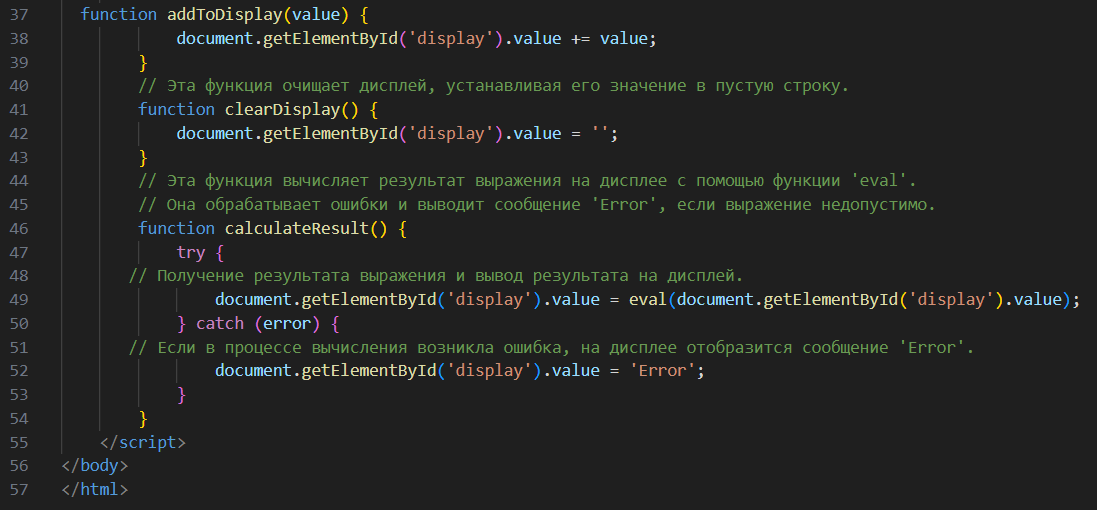 37 function addToDisplay(value) {
38 document.getElementById('display').value += value;
39 }
40 // Эта функция очищает дисплей, устанавливая его значение в пустую строку.
41 function clearDisplay() {
42 document.getElementById('display').value = '';
43 }
44 // Эта функция вычисляет результат выражения на дисплее с помощью функции 'eval'.
45 // Она обрабатывает ошибки и выводит сообщение 'Error', если выражение недопустимо.
46 function calculateResult() {
47 try {
48 // Получение результата выражения и вывод результата на дисплей.
49 document.getElementById('display').value = eval(document.getElementById('display').value);
50 } catch (error) {
51 // Если в процессе вычисления возникла ошибка, на дисплее отобразится сообщение 'Error'.
52 document.getElementById('display').value = 'Error';
53 }
54 }
55 </script>
56 </body>
57 </html>